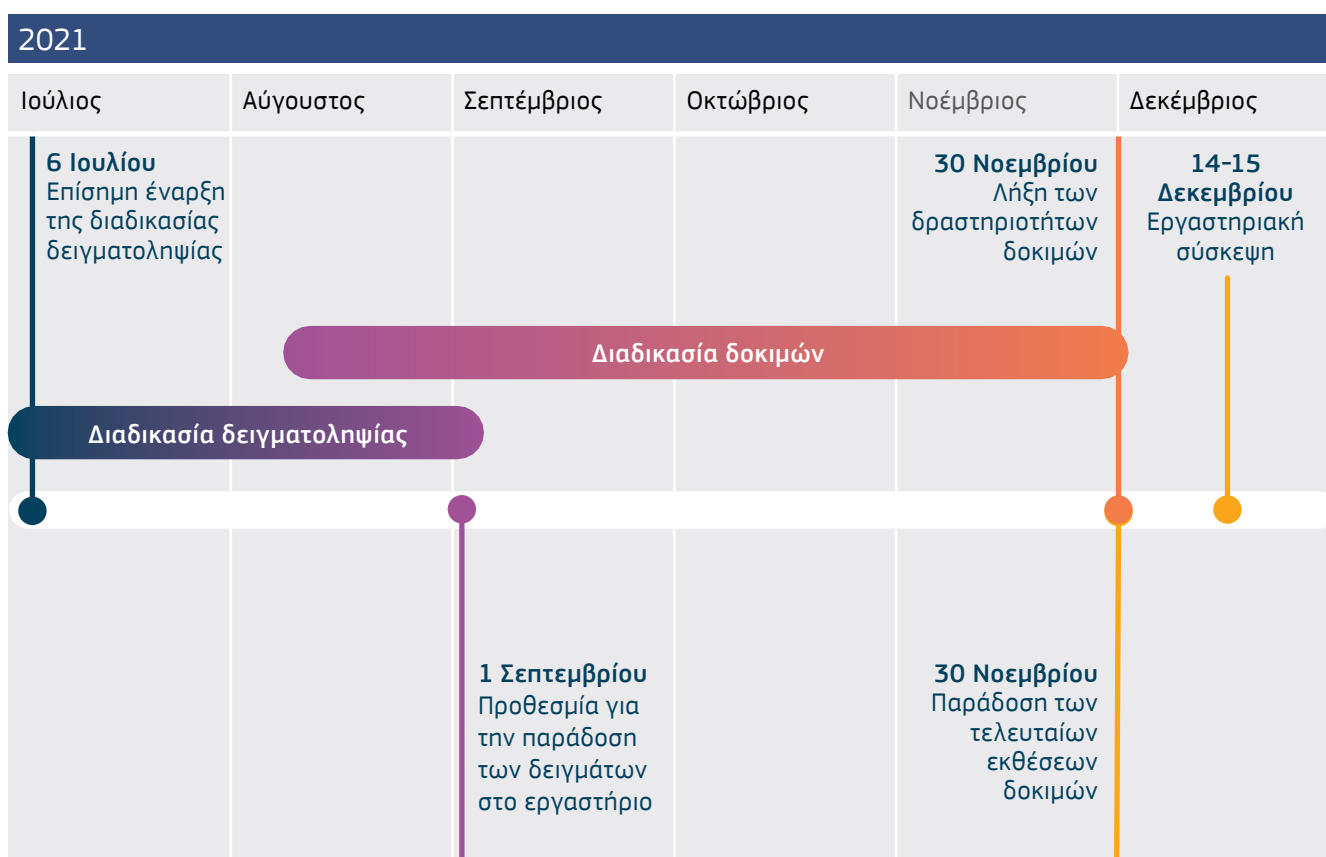 2021
Ιούλιος
Αύγουστος
Σεπτέμβριος
Οκτώβριος
Νοέμβριος
Δεκέμβριος
6 Ιουλίου
Επίσημη έναρξη
της διαδικασίας
δειγματοληψίας
30 Νοεμβρίου
Λήξη των
δραστηριοτήτων
δοκιμών
14-15
Δεκεμβρίου
Εργαστηριακή
σύσκεψη
Διαδικασία δοκιμών
Διαδικασία δειγματοληψίας
1 Σεπτεμβρίου
Προθεσμία για
την παράδοση
των δειγμάτων
στο εργαστήριο
30 Νοεμβρίου
Παράδοση των
τελευταίων
εκθέσεων
δοκιμών